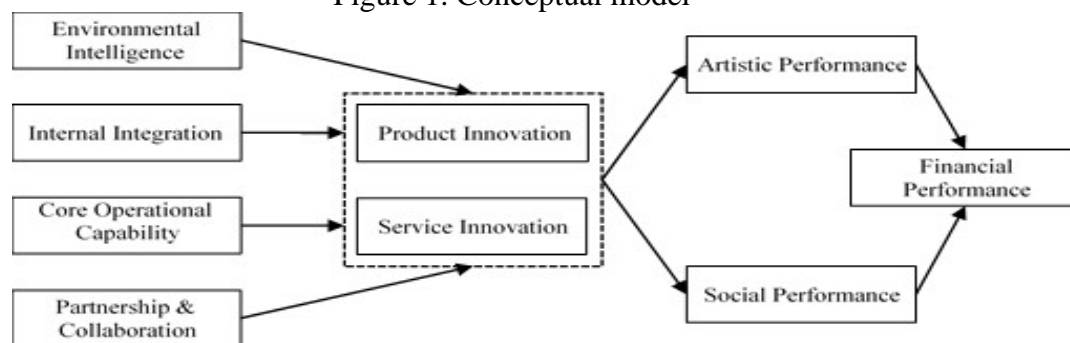 Figure 1. Conceptual model
Environmental
Intelligence
Internal Integration
Core Operational
Capability
Partnership &
Collaboration
Product Innovation
Service Innovation
Artistic Performance
Social Performance
Financial
Performance